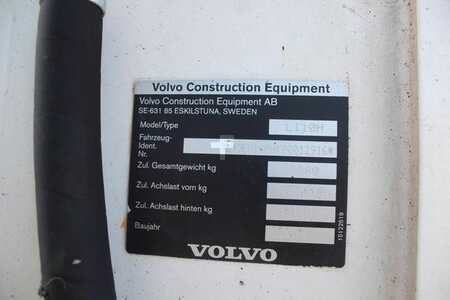 Volvo Construction Equipment
Volvo Construction Equipment AB
SE-631 85 ESKILSTUNA, SWEDEN
Model/Type L110H
Fahrzeug-
Ident.
Nr.
Zul. Gesamtgewicht kg
Zul. Achslast vorn kg
Zul. Achslast hinten kg
Baujahr
VOLVO
15122519